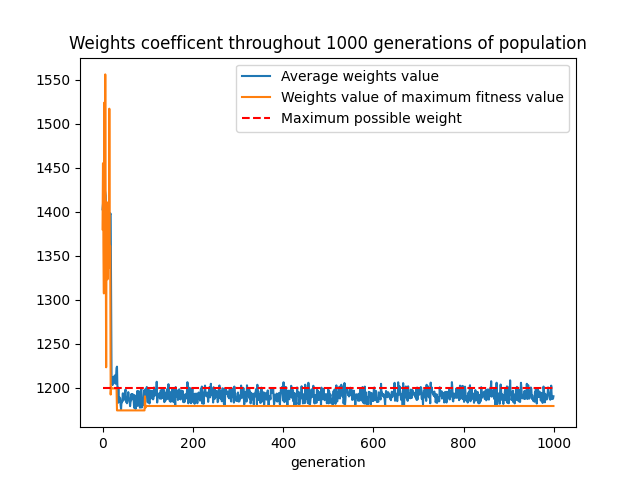 Weights coefficent throughout 1000 generations of population
Average weights value
Weights value of maximum fitness value
Maximum possible weight
1550
1500
1450
1400
1350
1300
1250
1200
0 200 400 600 800 1000
generation